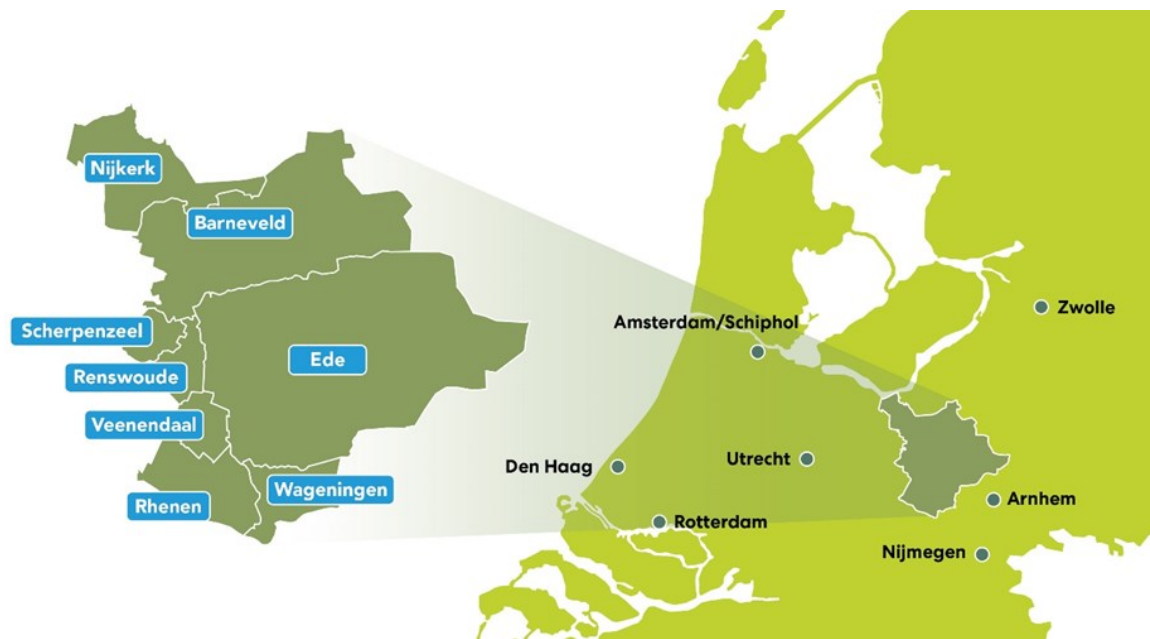 Nijkerk
Barneveld
Scherpenzeel
Ede
Renswoude
Veenendaal
Wageningen
Rhenen
Amsterdam/Schiphol
Zwolle
Utrecht
Den Haag
Arnhem
Rotterdam
Nijmegen